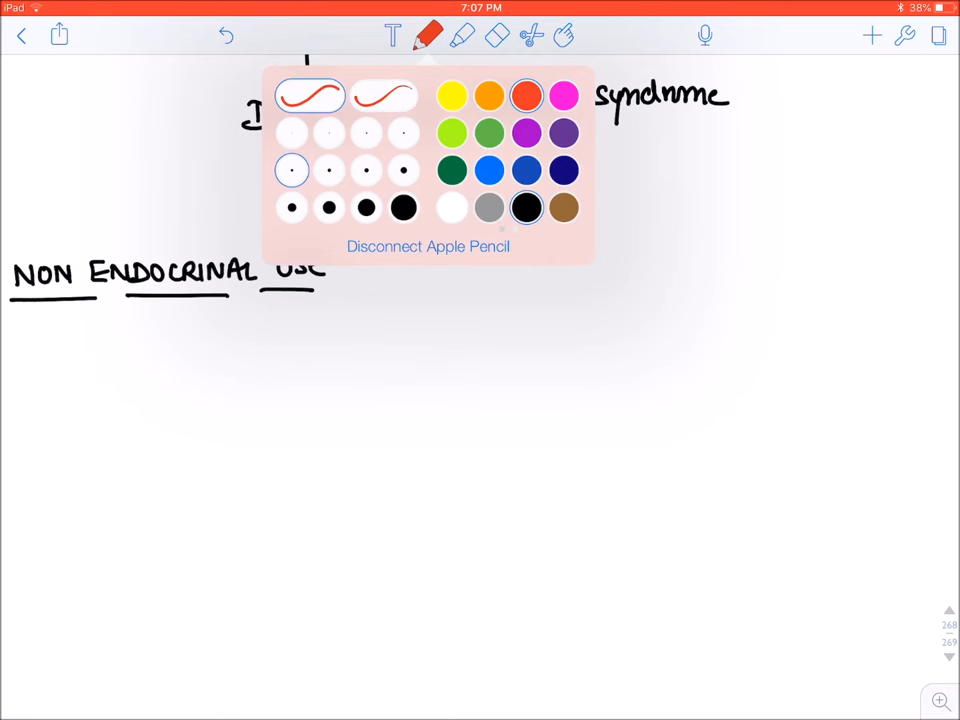 iPad 7:07 PM 38%
T
syndrome
Disconnect Apple Pencil
NON ENDOCRINAL USE
268
269